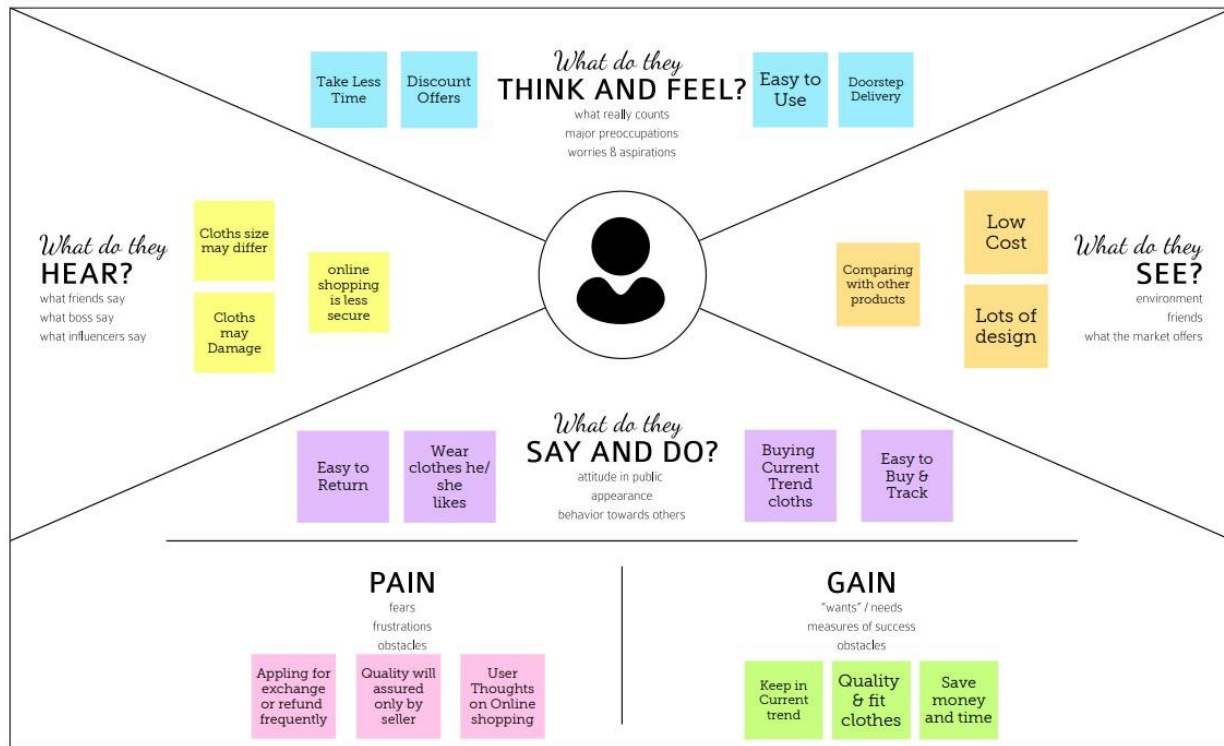 What do they
THINK AND FEEL?
what really counts
major preoccupations
worries & aspirations
Take Less
Time
Discount
Offers
Easy to
Use
Doorstep
Delivery
What do they
HEAR?
what friends say
what boss say
what influencers say
Cloths size
may differ
Cloths
may
Damage
online
shopping
is less
secure
What do they
SEE?
environment
friends
what the market offers
Comparing
with other
products
Low
Cost
Lots of
design
What do they
SAY AND DO?
attitude in public
appearance
behavior towards others
Easy to
Return
Wear
clothes he/
she
likes
Buying
Current
Trend
cloths
Easy to
Buy &
Track
PAIN
fears
frustrations
obstacles
Appling for
exchange
or refund
frequently
Quality will
assured
only by
seller
User
Thoughts
on Online
shopping
GAIN
"wants" / needs
measures of success
obstacles
Keep in
Current
trend
Quality
& fit
clothes
Save
money
and time